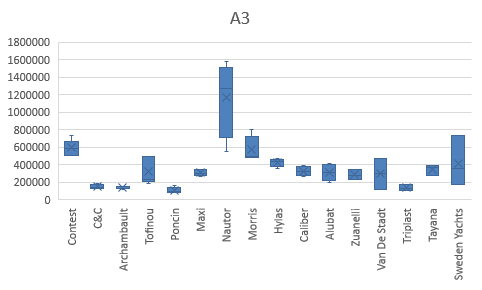 A3
1800000
1600000
1400000
1200000
1000000
800000
600000
400000
200000
0
Contest
C&C
Archambault
Tofinou
Poncin
Maxi
Nautor
Morris
Hylas
Caliber
Alubat
Zuanelli
Van De Stadt
Triplast
Tayana
Sweden Yachts